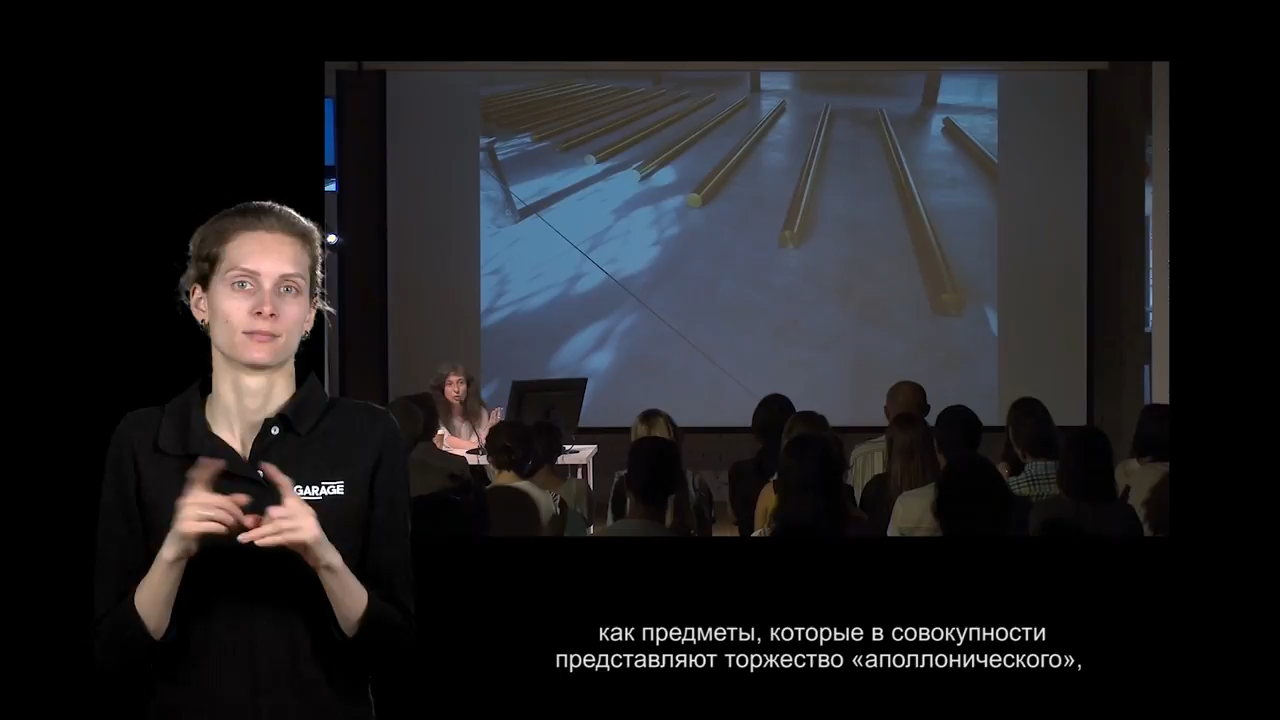 GARAGE
как предметы, которые в совокупности
представляют торжество «аполлонического»,